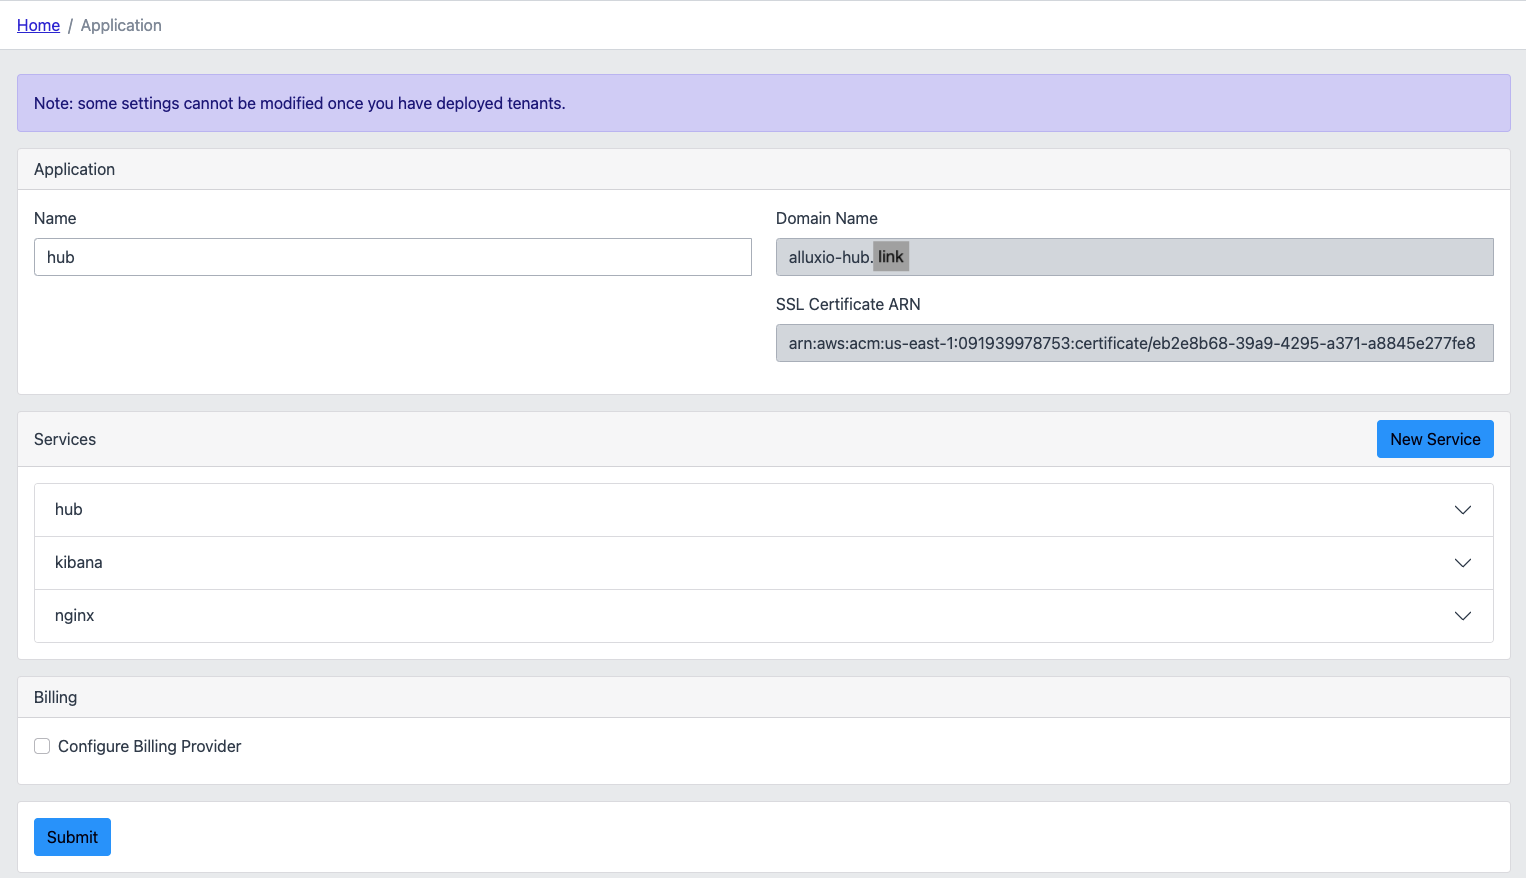 Home / Application
Note: some settings cannot be modified once you have deployed tenants.
Application
Name
hub
Domain Name
alluxio-hub.link
SSL Certificate ARN
arn:aws:acm:us-east-1:091939978753:certificate/eb2e8b68-39a9-4295-a371-a8845e277fe8
Services
New Service
hub
kibana
nginx
Billing
Configure Billing Provider
Submit